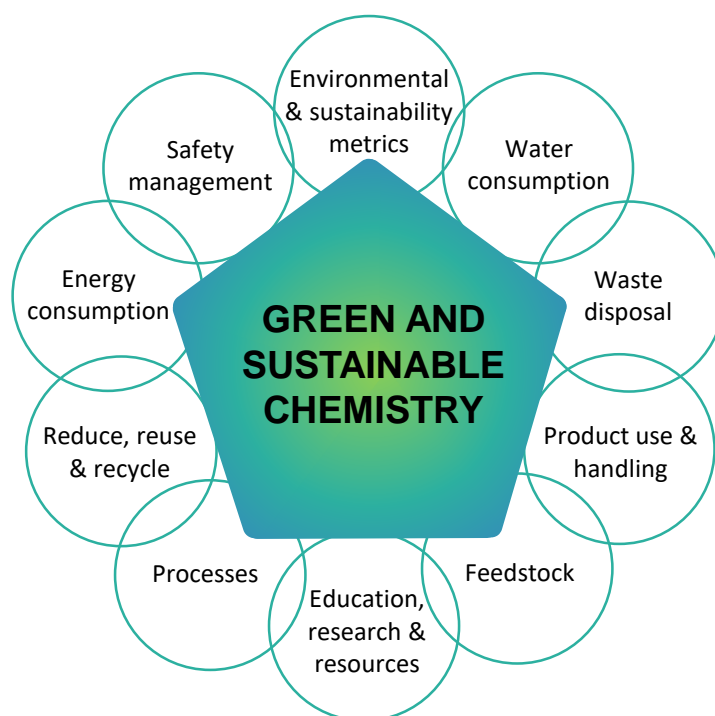 Environmental
& sustainability
metrics
Water
consumption
Waste
disposal
Product use &
handling
Feedstock
Education,
research &
resources
Processes
Reduce, reuse
& recycle
Energy
consumption
Safety
management
GREEN AND
SUSTAINABLE
CHEMISTRY